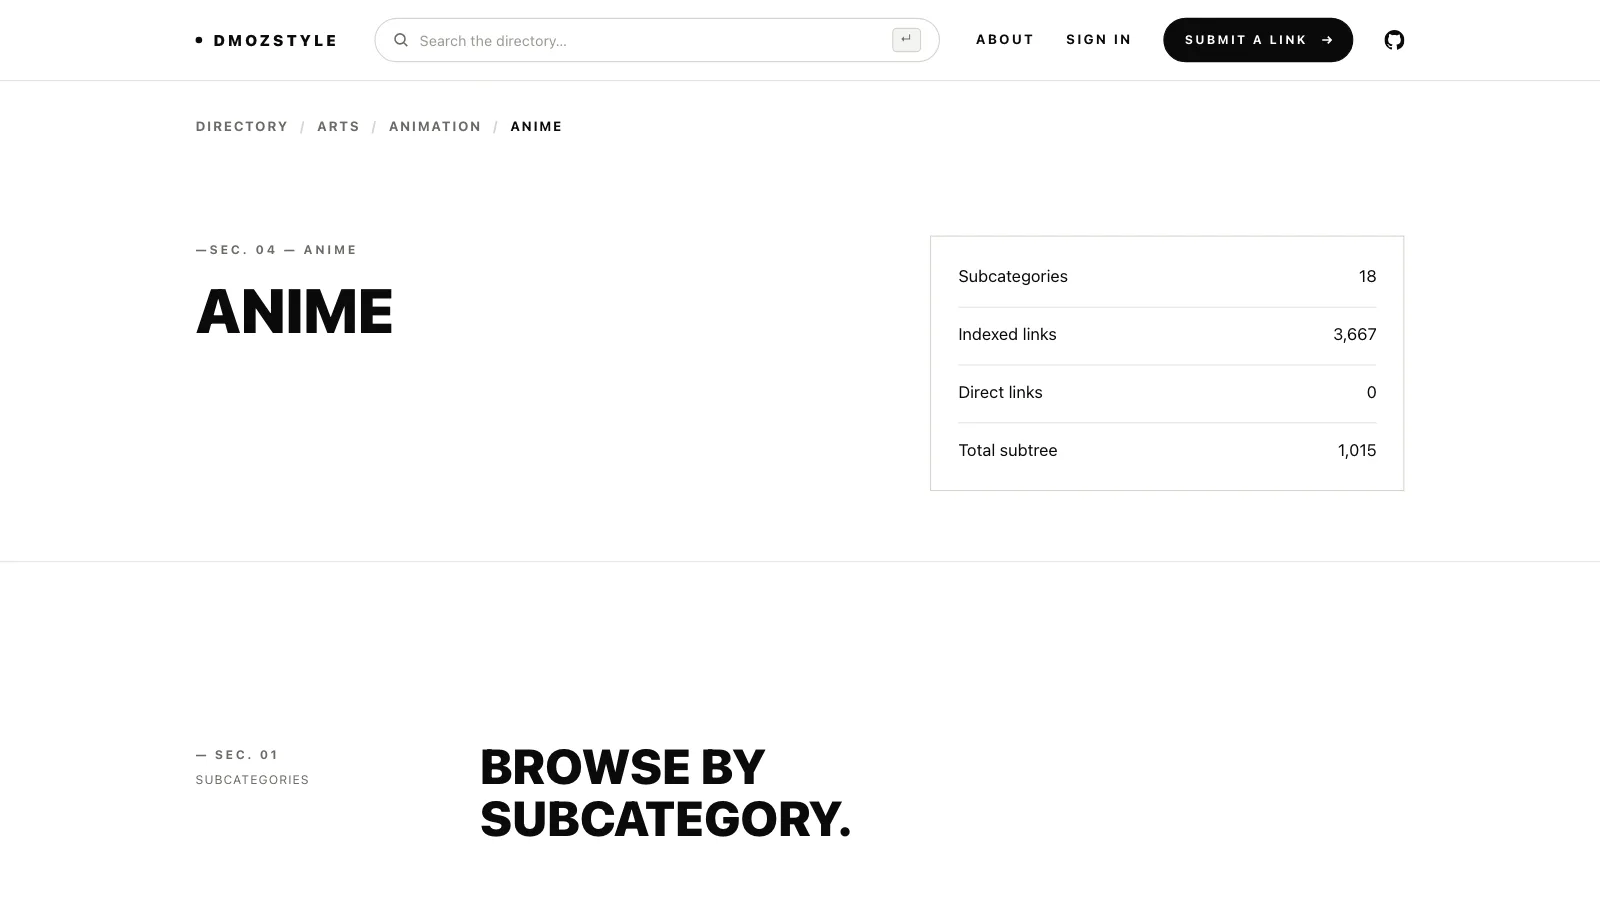 DMOZSTYLE
Search the directory...
ABOUT
SIGN IN
SUBMIT A LINK →
DIRECTORY / ARTS / ANIMATION / ANIME
—SEC. 04 — ANIME
ANIME
Subcategories 18
Indexed links 3,667
Direct links 0
Total subtree 1,015
— SEC. 01
SUBCATEGORIES
BROWSE BY
SUBCATEGORY.